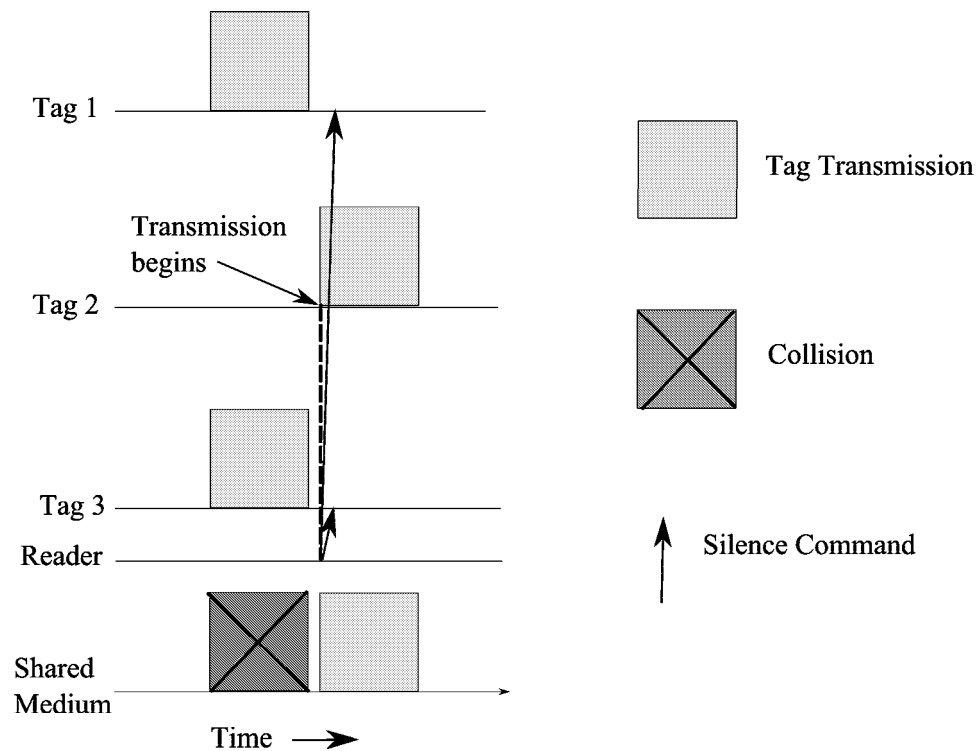 Tag 1
Tag Transmission
Transmission
begins
Tag 2
Collision
Tag 3
Reader
Silence Command
Shared
Medium
Time